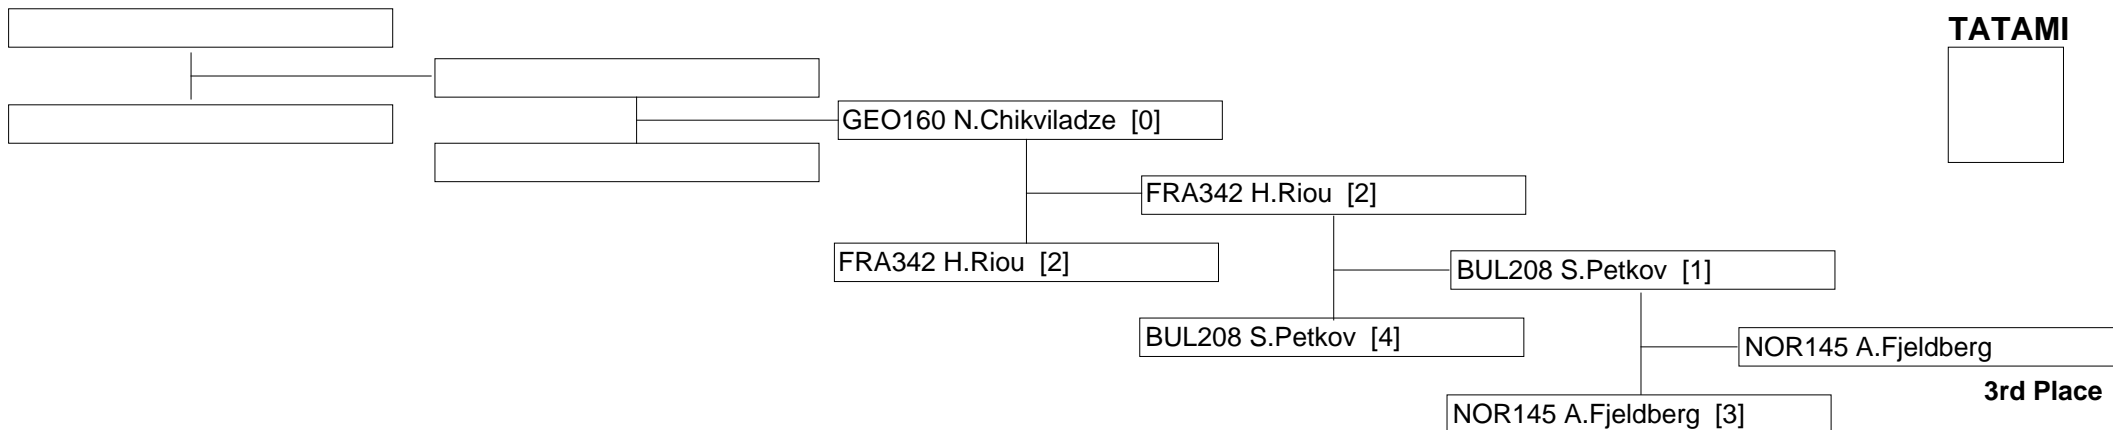 TATAMI
GEO160 N.Chikviladze [0]
FRA342 H.Riou [2]
FRA342 H.Riou [2]
BUL208 S.Petkov [1]
BUL208 S.Petkov [4]
NOR145 A.Fjeldberg
3rd Place
NOR145 A.Fjeldberg [3]